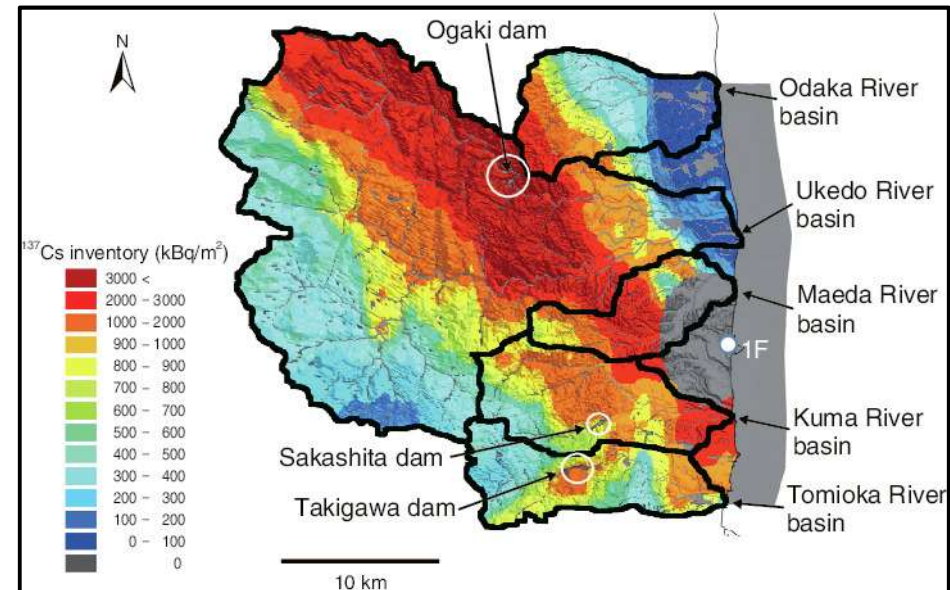 N
Ogaki dam
Odaka River
basin
Ukedo River
basin
Maeda River
basin
1F
Kuma River
basin
Tomioka River
basin
Sakashita dam
Takigawa dam
10 km
¹³⁷Cs inventory (kBq/m²)
3000 <
2000 - 3000
1000 - 2000
900 - 1000
800 - 900
700 - 800
600 - 700
500 - 600
400 - 500
300 - 400
200 - 300
100 - 200
0 - 100
0